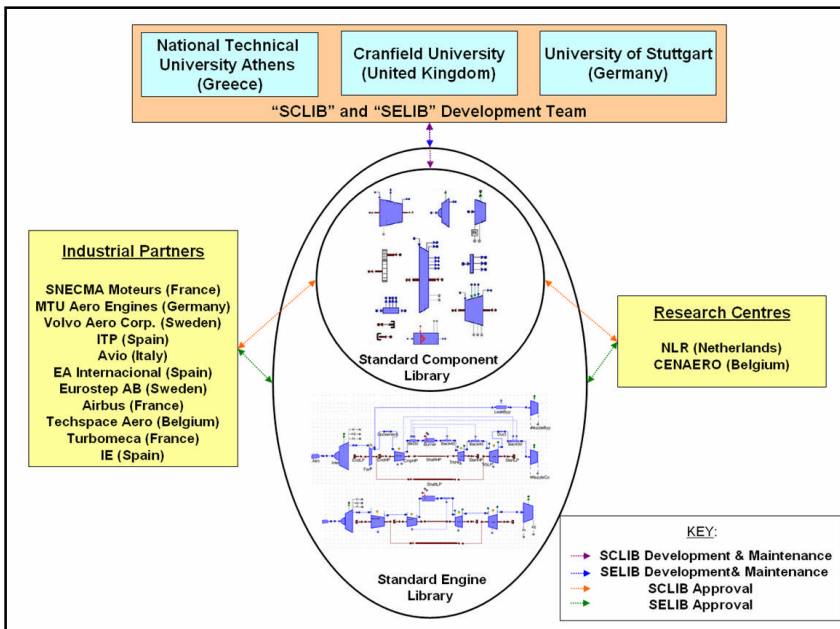 National Technical
University Athens
(Greece)
Cranfield University
(United Kingdom)
University of Stuttgart
(Germany)
“SCLIB” and “SELIB” Development Team
Industrial Partners
SNECMA Moteurs (France)
MTU Aero Engines (Germany)
Volvo Aero Corp. (Sweden)
ITP (Spain)
Avio (Italy)
EA Internacional (Spain)
Eurostep AB (Sweden)
Airbus (France)
Techspace Aero (Belgium)
Turbomeca (France)
IE (Spain)
Standard Component
Library
Research Centres
NLR (Netherlands)
CENAERO (Belgium)
ShaftLP
Standard Engine
Library
KEY:
SCLIB Development & Maintenance
SELIB Development& Maintenance
SCLIB Approval
SELIB Approval